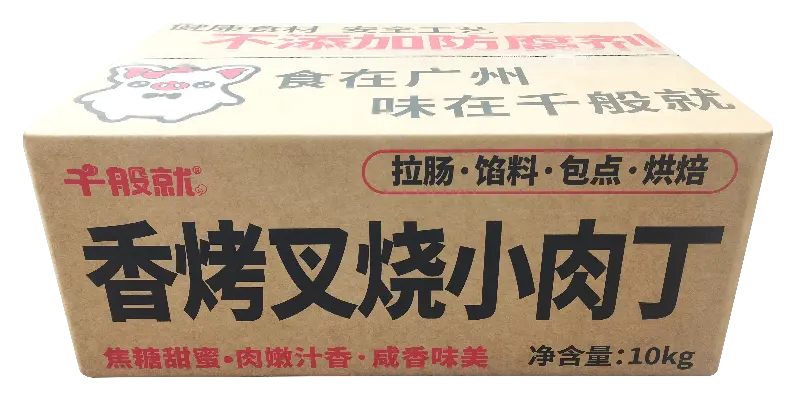 健康食材 安全工艺
不添加防腐剂
食在广州
味在千般就
千般就®
拉肠·馅料·包点·烘焙
香烤叉烧小肉丁
焦糖甜蜜·肉嫩汁香·咸香味美
净含量:10kg